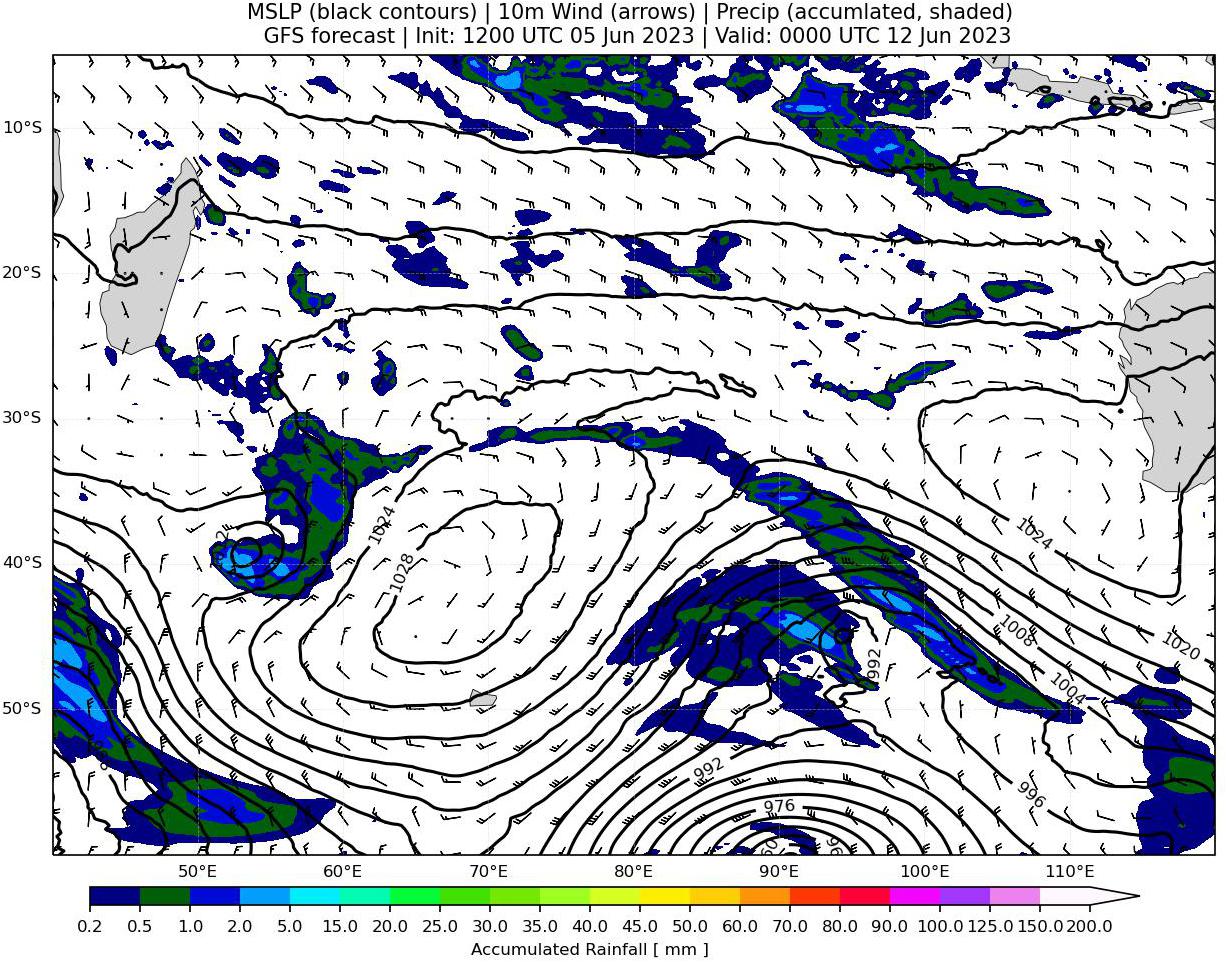 MSLP (black contours) | 10m Wind (arrows) | Precip (accumlated, shaded)
GFS forecast | Init: 1200 UTC 05 Jun 2023 | Valid: 0000 UTC 12 Jun 2023
10°S
20°S
30°S
40°S
50°S
1024
1028
1024
1008
1020
992
1004
992
996
976
50°E
60°E
70°E
80°E
90°E
100°E
110°E
0.2 0.5 1.0 2.0 5.0 15.0 20.0 25.0 30.0 35.0 40.0 45.0 50.0 60.0 70.0 80.0 90.0 100.0 125.0 150.0 200.0
Accumulated Rainfall [ mm ]